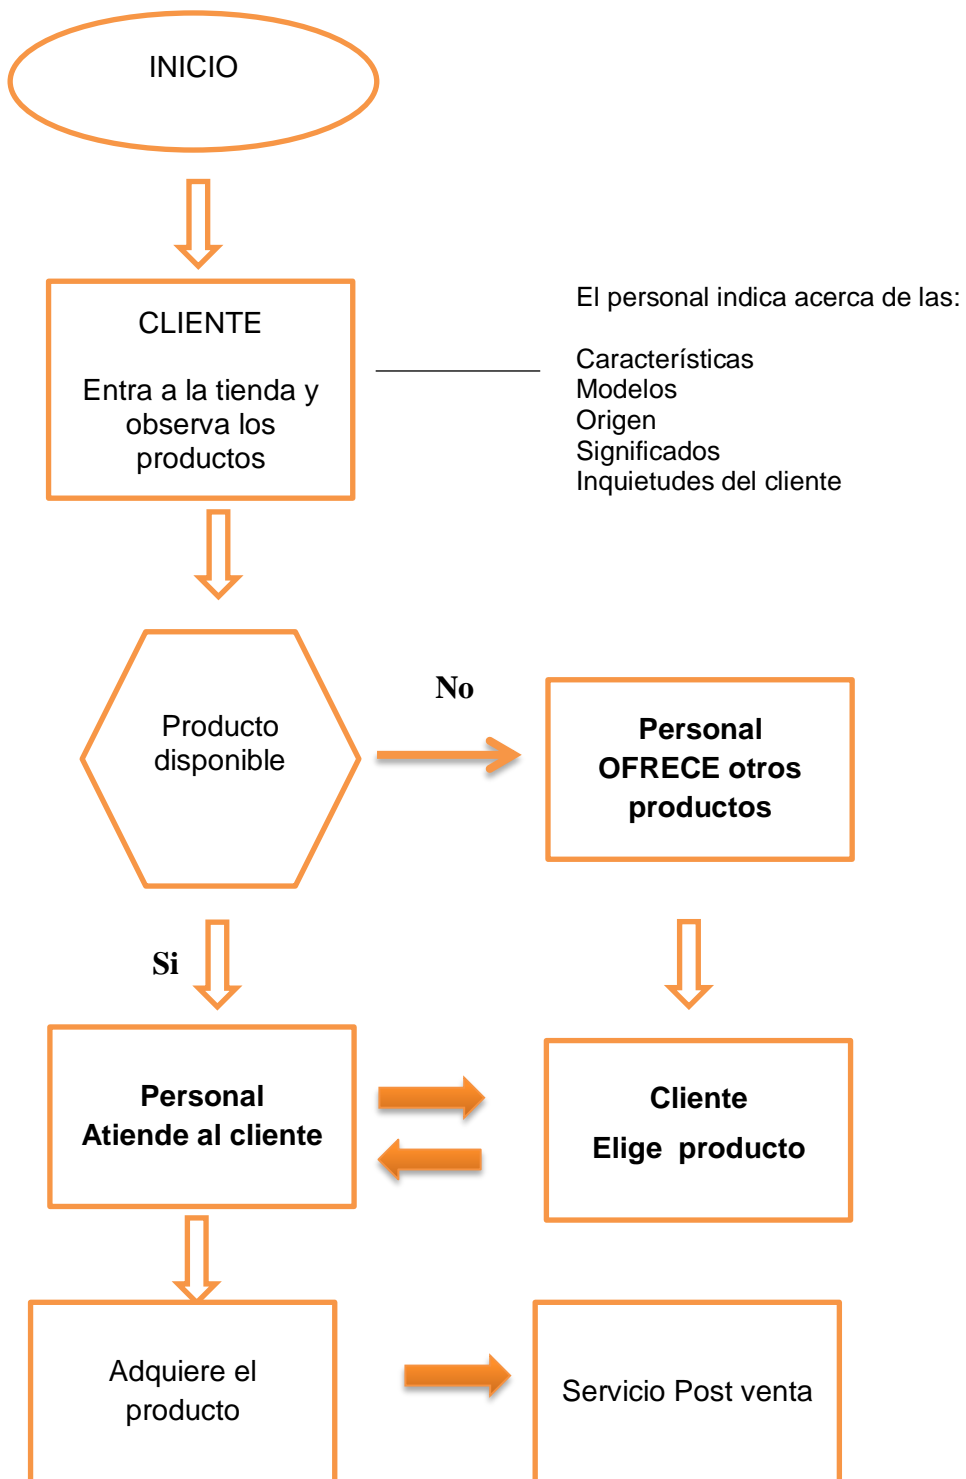 INICIO
CLIENTE
Entra a la tienda y
observa los
productos
El personal indica acerca de las:
Características
Modelos
Origen
Significados
Inquietudes del cliente
Producto
disponible
No
Personal
OFRECE otros
productos
Si
Personal
Atiende al cliente
Cliente
Elige producto
Adquiere el
producto
Servicio Post venta